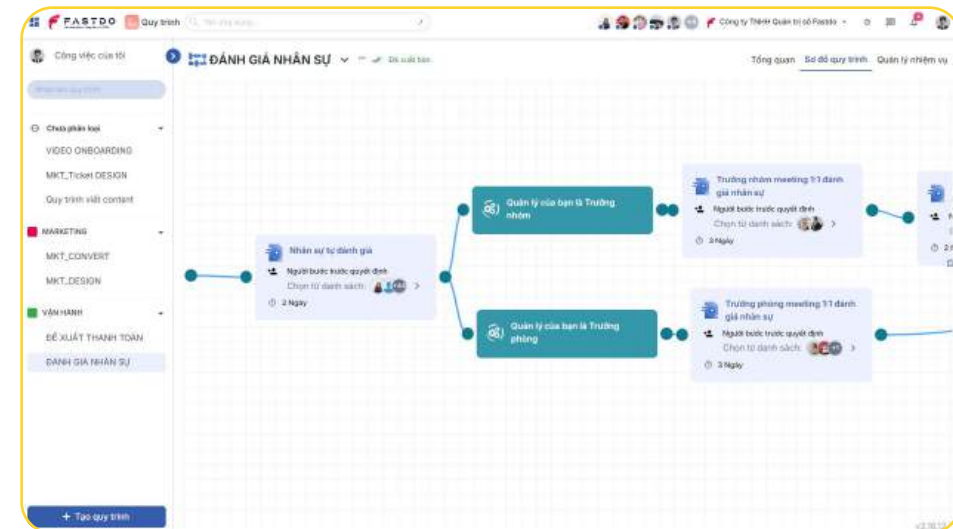 FASTDO
Quy trình
Tìm ứng dụng...
Công ty TNHH Quản trị số Fastdo
Công việc của tôi
ĐÁNH GIÁ NHÂN SỰ
Đã xuất bản
Tổng quan
Sơ đồ quy trình
Quản lý nhiệm vụ
Chưa phân loại
VIDEO ONBOARDING
MKT_Ticket DESIGN
Quy trình viết content
MARKETING
MKT_CONVERT
MKT_DESIGN
VẬN HÀNH
ĐỀ XUẤT THANH TOÁN
ĐÁNH GIÁ NHÂN SỰ
+ Tạo quy trình
Nhân sự tự đánh giá
Người bước trước quyết định
Chọn từ danh sách:
2 Ngày
Quản lý của bạn là Trưởng
nhóm
Quản lý của bạn là Trưởng
phòng
Trưởng nhóm meeting 1:1 đánh
giá nhân sự
Người bước trước quyết định
Chọn từ danh sách:
3 Ngày
Trưởng phòng meeting 1:1 đánh
giá nhân sự
Người bước trước quyết định
Chọn từ danh sách:
3 Ngày